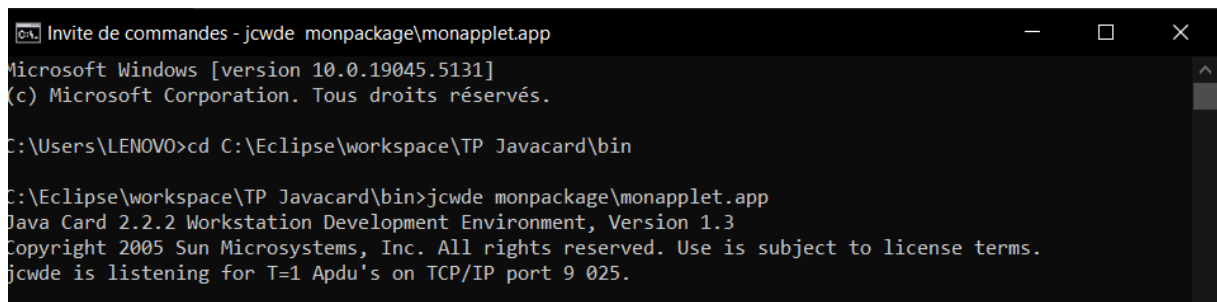 Invite de commandes - jcwde  monpackage\monapplet.app
Microsoft Windows [version 10.0.19045.5131]
(c) Microsoft Corporation. Tous droits réservés.
C:\Users\LENOVO>cd C:\Eclipse\workspace\TP Javacard\bin
C:\Eclipse\workspace\TP Javacard\bin>jcwde monpackage\monapplet.app
Java Card 2.2.2 Workstation Development Environment, Version 1.3
Copyright 2005 Sun Microsystems, Inc. All rights reserved. Use is subject to license terms.
jcwde is listening for T=1 Apdu's on TCP/IP port 9 025.